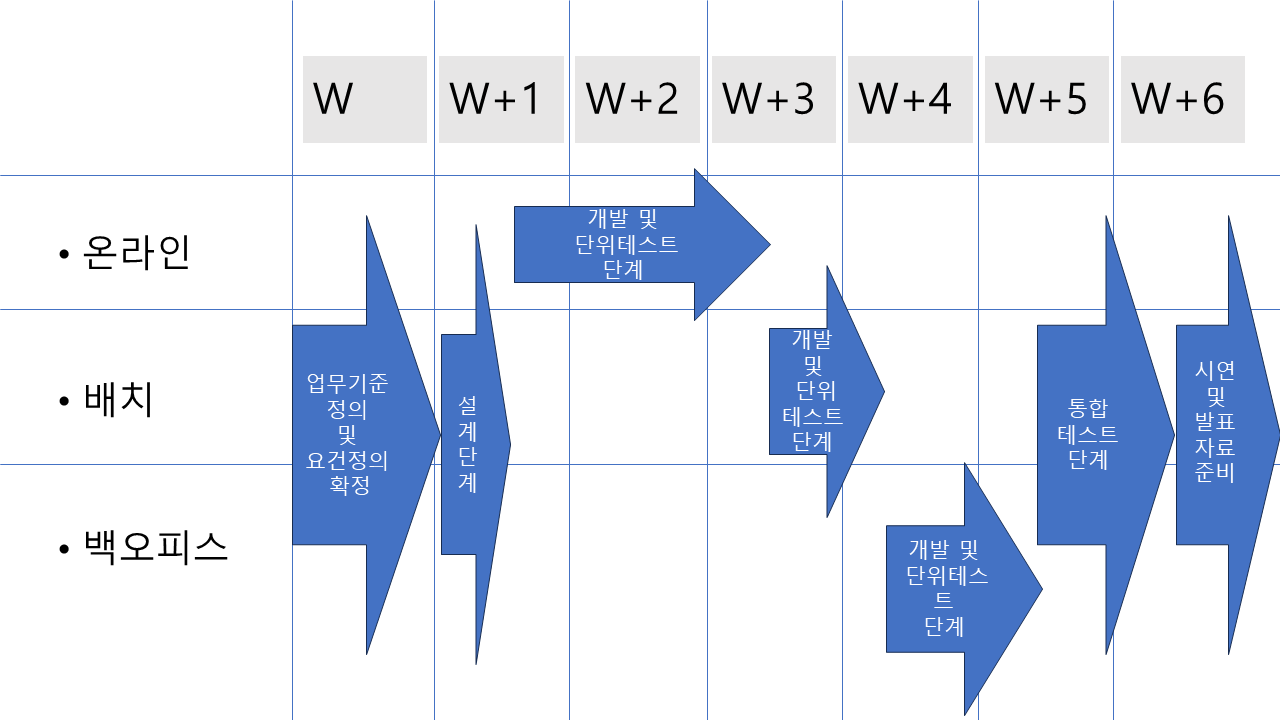 W
W+1
W+2
W+3
W+4
W+5
W+6
• 온라인
• 배치
• 백오피스
업무기준
정의
및
요건정의
확정
설
계
단
계
개발 및
단위테스트
단계
개발
및
단위
테스트
단계
개발 및
단위테스
트
단계
통합
테스트
단계
시연
및
발표
자료
준비